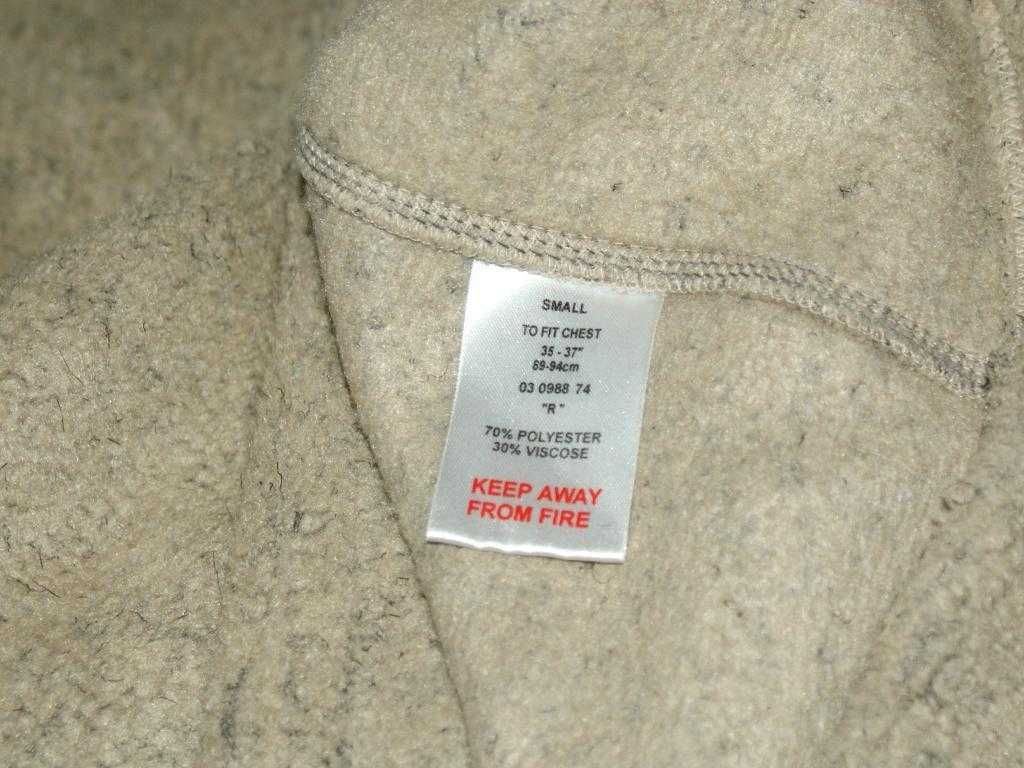 SMALL
TO FIT CHEST
35 - 37"
89-94cm
03 0988 74
"R"
70% POLYESTER
30% VISCOSE
KEEP AWAY
FROM FIRE